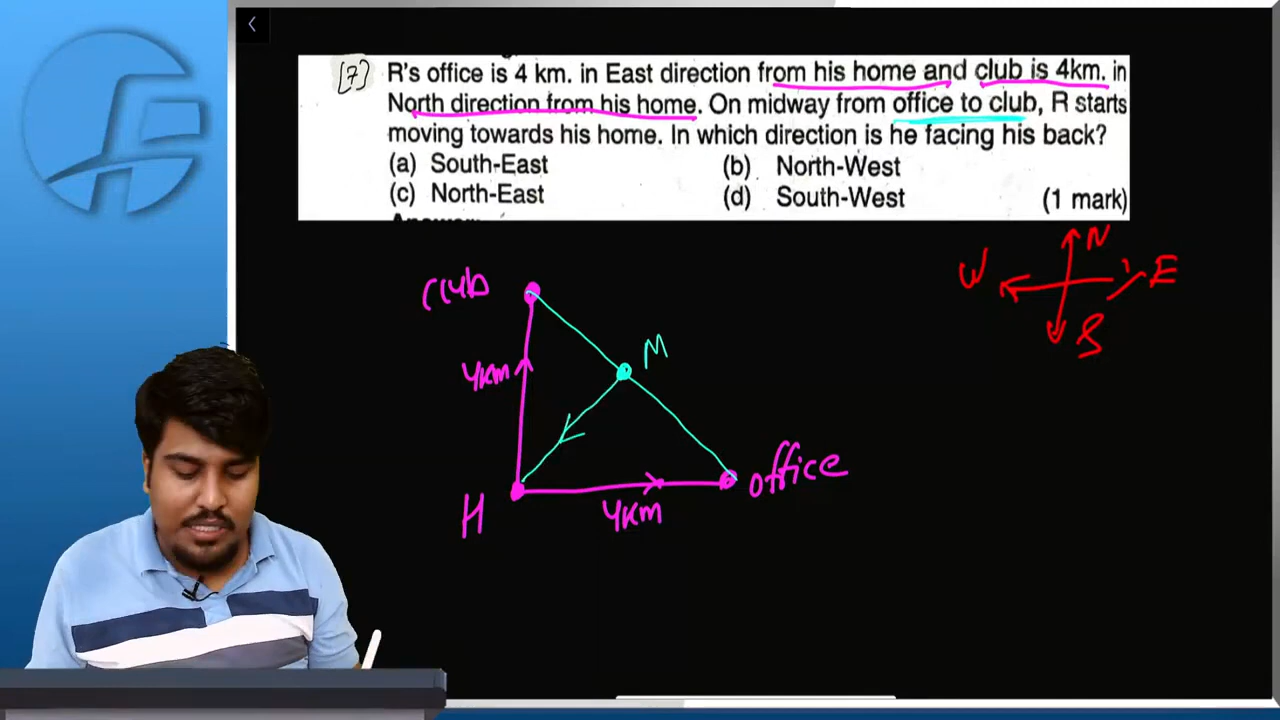 [7] R's office is 4 km. in East direction from his home and club is 4km. in
North direction from his home. On midway from office to club, R starts
moving towards his home. In which direction is he facing his back?
(a) South-East (b) North-West
(c) North-East (d) South-West (1 mark)
N
W E
S
Club
M
4km
office
H 4km